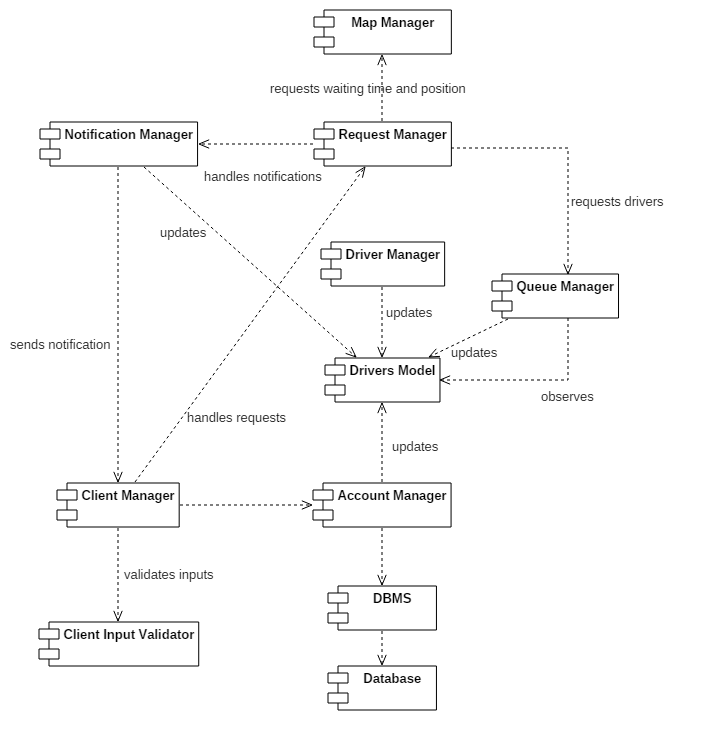 Map Manager
requests waiting time and position
Notification Manager
Request Manager
handles notifications
requests drivers
updates
Driver Manager
Queue Manager
updates
sends notification
updates
Drivers Model
observes
handles requests
updates
Client Manager
Account Manager
validates inputs
DBMS
Client Input Validator
Database